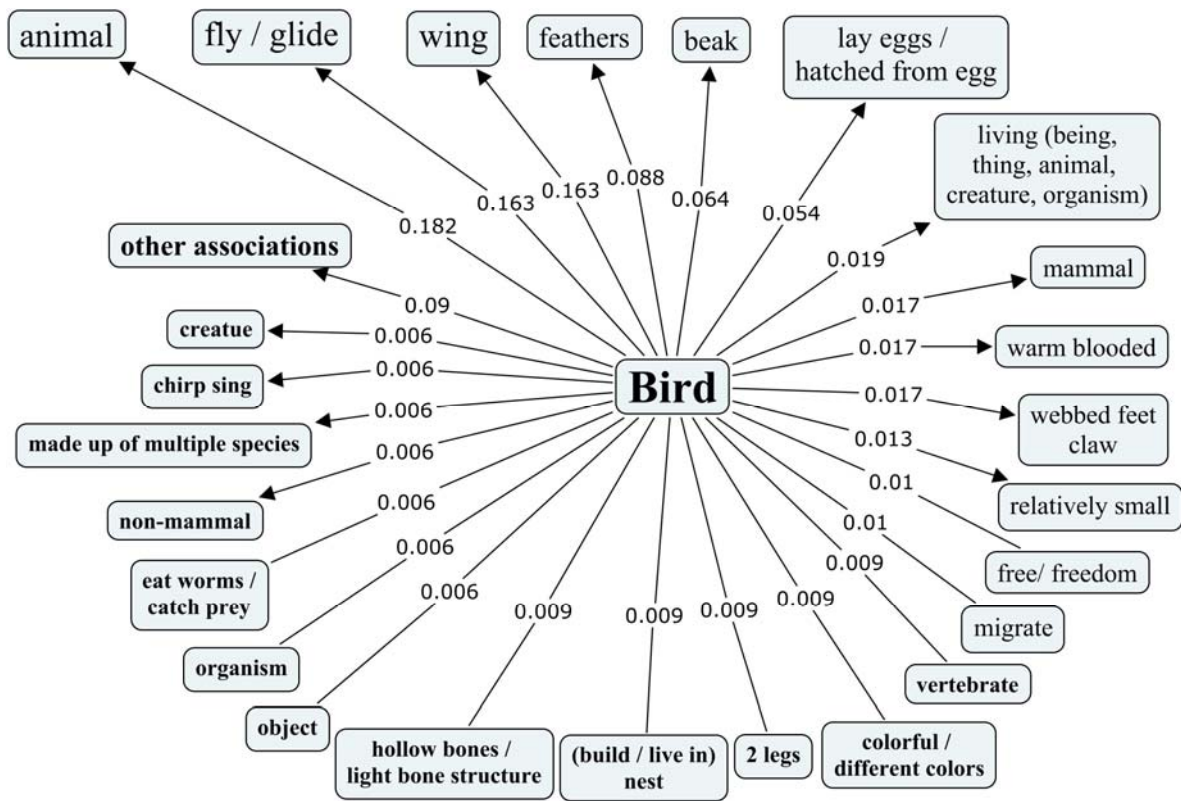 animal
fly / glide
wing
feathers
beak
lay eggs /
hatched from egg
living (being,
thing, animal,
creature, organism)
mammal
warm blooded
webbed feet
claw
relatively small
free/ freedom
migrate
vertebrate
colorful /
different colors
2 legs
(build / live in)
nest
hollow bones /
light bone structure
object
organism
eat worms /
catch prey
non-mammal
made up of multiple species
chirp sing
creatue
other associations
Bird
0.182
0.163
0.163
0.088
0.064
0.054
0.019
0.017
0.017
0.017
0.013
0.01
0.01
0.009
0.009
0.009
0.009
0.009
0.006
0.006
0.006
0.006
0.006
0.006
0.006
0.09